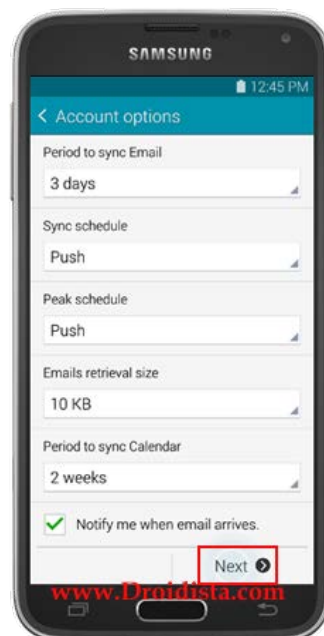 SAMSUNG
12:45 PM
Account options
Period to sync Email
3 days
Sync schedule
Push
Peak schedule
Push
Emails retrieval size
10 KB
Period to sync Calendar
2 weeks
Notify me when email arrives.
Next
www.Droidista.com